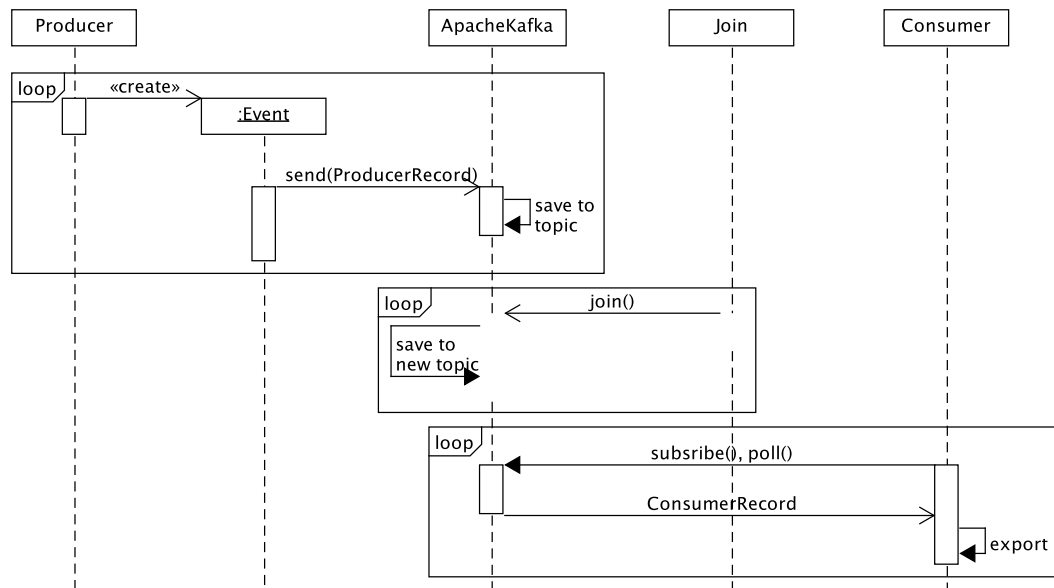 Producer
ApacheKafka
Join
Consumer
loop
«create»
:Event
send(ProducerRecord)
save to
topic
loop
join()
save to
new topic
loop
subsribe(), poll()
ConsumerRecord
export